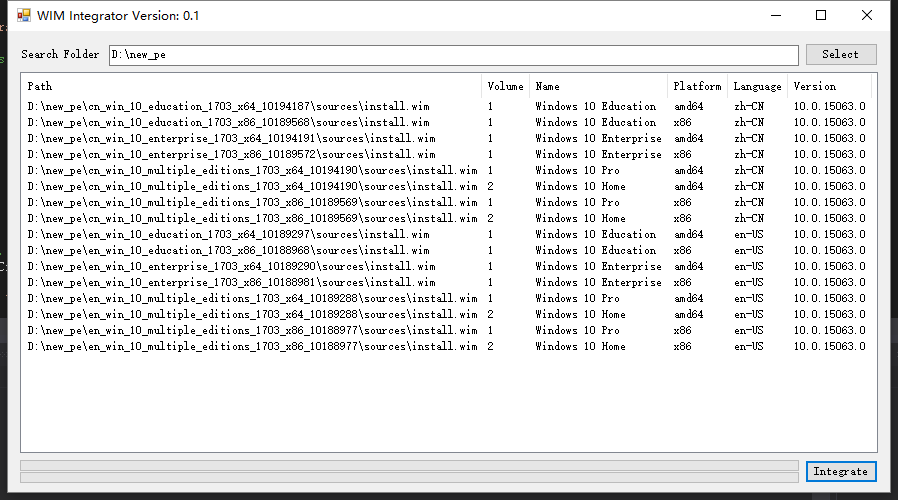 WIM Integrator Version: 0.1
Search Folder D:\new_pe Select
Path Volume Name Platform Language Version
D:\new_pe\cn_win_10_education_1703_x64_10194187\sources\install.wim 1 Windows 10 Education amd64 zh-CN 10.0.15063.0
D:\new_pe\cn_win_10_education_1703_x86_10189568\sources\install.wim 1 Windows 10 Education x86 zh-CN 10.0.15063.0
D:\new_pe\cn_win_10_enterprise_1703_x64_10194191\sources\install.wim 1 Windows 10 Enterprise amd64 zh-CN 10.0.15063.0
D:\new_pe\cn_win_10_enterprise_1703_x86_10189572\sources\install.wim 1 Windows 10 Enterprise x86 zh-CN 10.0.15063.0
D:\new_pe\cn_win_10_multiple_editions_1703_x64_10194190\sources\install.wim 1 Windows 10 Pro amd64 zh-CN 10.0.15063.0
D:\new_pe\cn_win_10_multiple_editions_1703_x64_10194190\sources\install.wim 2 Windows 10 Home amd64 zh-CN 10.0.15063.0
D:\new_pe\cn_win_10_multiple_editions_1703_x86_10189569\sources\install.wim 1 Windows 10 Pro x86 zh-CN 10.0.15063.0
D:\new_pe\cn_win_10_multiple_editions_1703_x86_10189569\sources\install.wim 2 Windows 10 Home x86 zh-CN 10.0.15063.0
D:\new_pe\en_win_10_education_1703_x64_10189297\sources\install.wim 1 Windows 10 Education amd64 en-US 10.0.15063.0
D:\new_pe\en_win_10_education_1703_x86_10188968\sources\install.wim 1 Windows 10 Education x86 en-US 10.0.15063.0
D:\new_pe\en_win_10_enterprise_1703_x64_10189290\sources\install.wim 1 Windows 10 Enterprise amd64 en-US 10.0.15063.0
D:\new_pe\en_win_10_enterprise_1703_x86_10188981\sources\install.wim 1 Windows 10 Enterprise x86 en-US 10.0.15063.0
D:\new_pe\en_win_10_multiple_editions_1703_x64_10189288\sources\install.wim 1 Windows 10 Pro amd64 en-US 10.0.15063.0
D:\new_pe\en_win_10_multiple_editions_1703_x64_10189288\sources\install.wim 2 Windows 10 Home amd64 en-US 10.0.15063.0
D:\new_pe\en_win_10_multiple_editions_1703_x86_10188977\sources\install.wim 1 Windows 10 Pro x86 en-US 10.0.15063.0
D:\new_pe\en_win_10_multiple_editions_1703_x86_10188977\sources\install.wim 2 Windows 10 Home x86 en-US 10.0.15063.0
Integrate